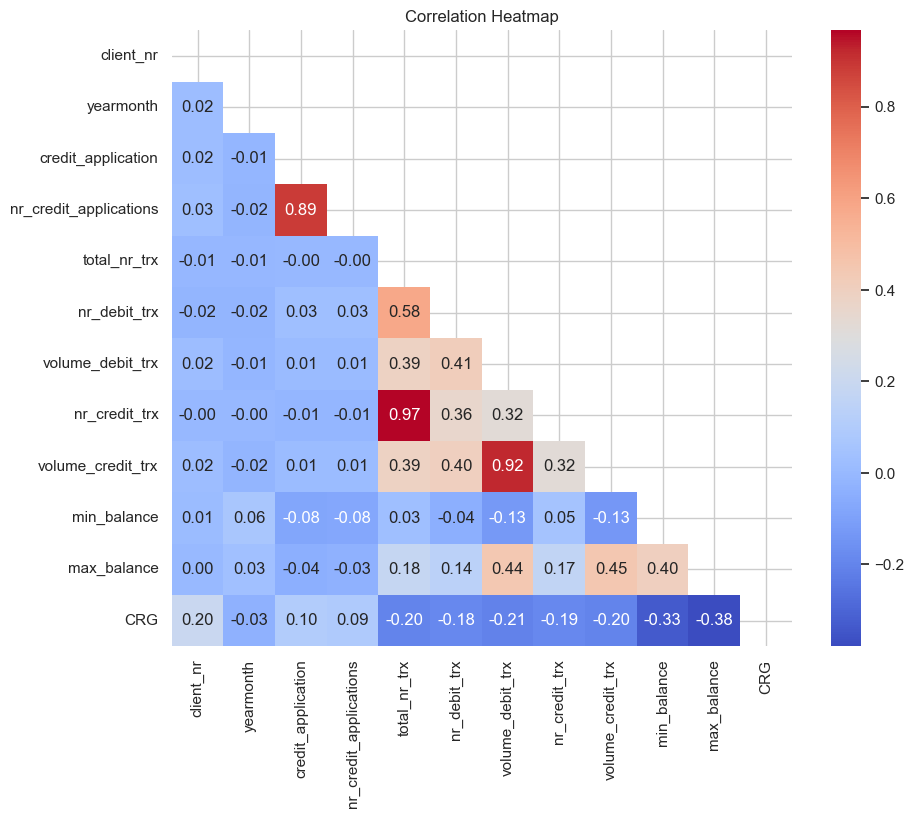 Correlation Heatmap
client_nr
yearmonth 0.02
credit_application 0.02 -0.01
nr_credit_applications 0.03 -0.02 0.89
total_nr_trx -0.01 -0.01 -0.00 -0.00
nr_debit_trx -0.02 -0.02 0.03 0.03 0.58
volume_debit_trx 0.02 -0.01 0.01 0.01 0.39 0.41
nr_credit_trx -0.00 -0.00 -0.01 -0.01 0.97 0.36 0.32
volume_credit_trx 0.02 -0.02 0.01 0.01 0.39 0.40 0.92 0.32
min_balance 0.01 0.06 -0.08 -0.08 0.03 -0.04 -0.13 0.05 -0.13
max_balance 0.00 0.03 -0.04 -0.03 0.18 0.14 0.44 0.17 0.45 0.40
CRG 0.20 -0.03 0.10 0.09 -0.20 -0.18 -0.21 -0.19 -0.20 -0.33 -0.38
client_nr
yearmonth
credit_application
nr_credit_applications
total_nr_trx
nr_debit_trx
volume_debit_trx
nr_credit_trx
volume_credit_trx
min_balance
max_balance
CRG
0.8
0.6
0.4
0.2
0.0
−0.2